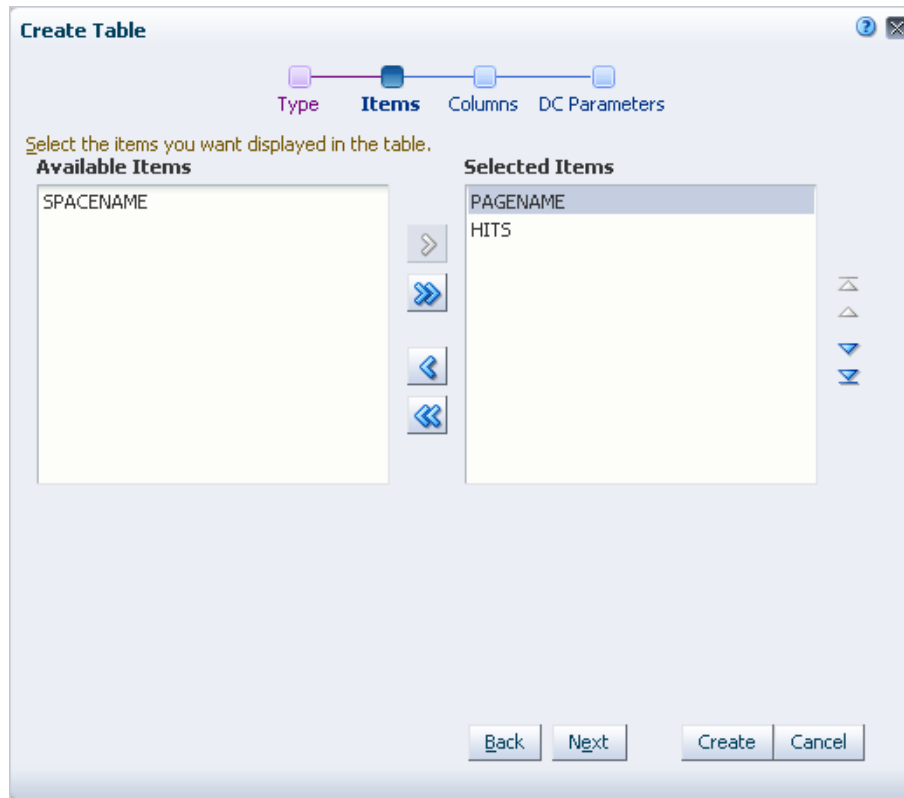 Create Table
Type Items Columns DC Parameters
Select the items you want displayed in the table.
Available Items Selected Items
SPACENAME PAGENAME
HITS
Back Next Create Cancel